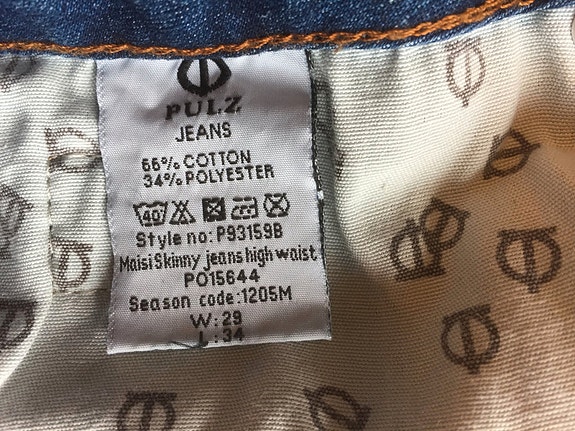 PULZ
JEANS
66% COTTON
34% POLYESTER
40
Style no: P93159B
Maisi Skinny jeans high waist
PO15644
Season code:1205M
W:29
L:34